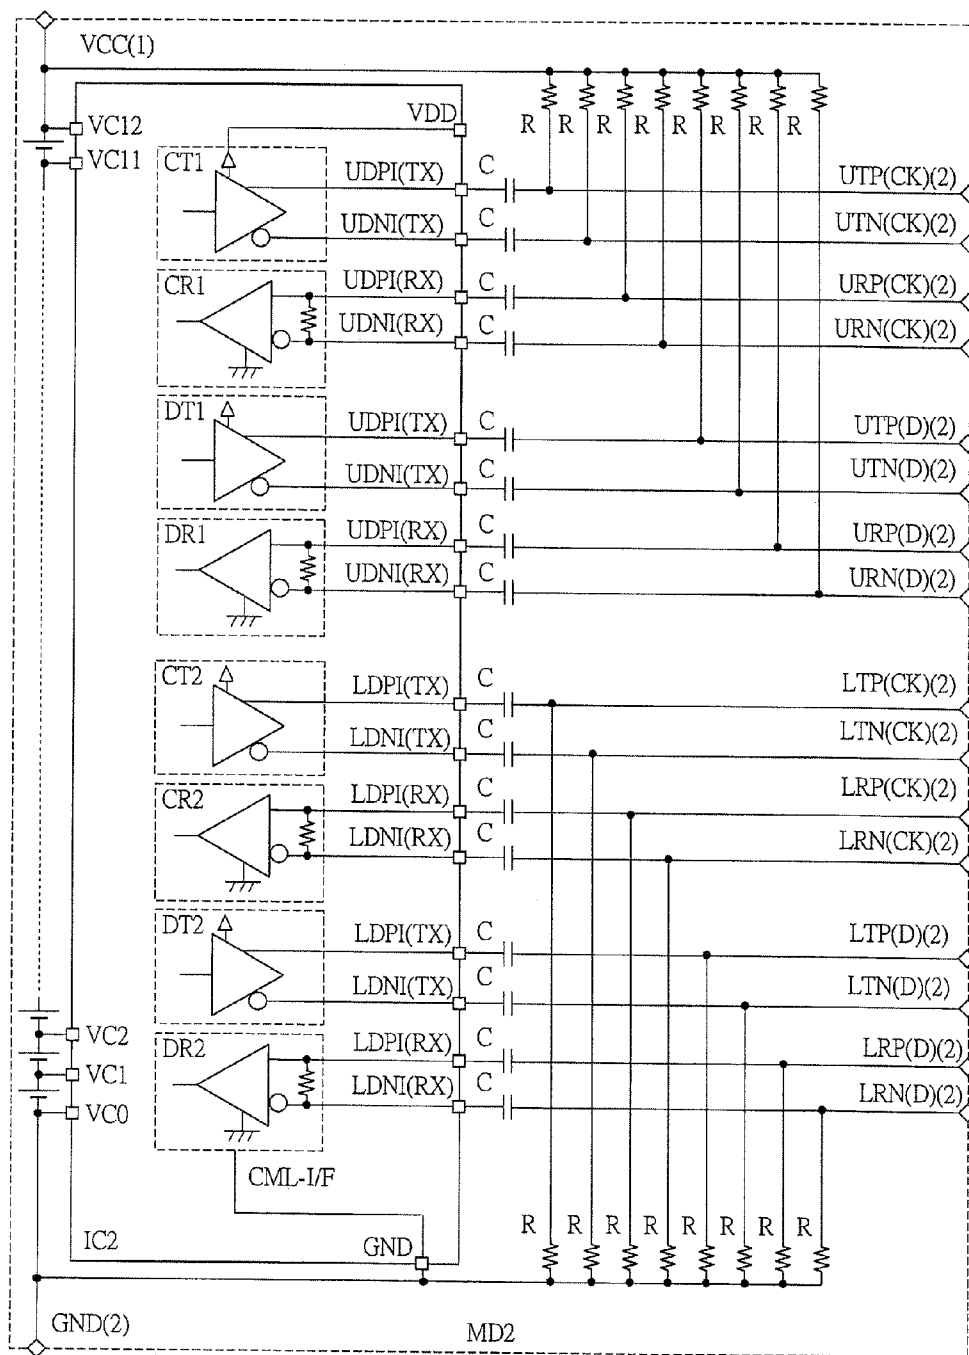 VCC(1)
VC12
VC11
VDD
R R R R R R R
CT1
UDPI(TX) C UTP(CK)(2)
UDNI(TX) C UTN(CK)(2)
CR1
UDPI(RX) C URP(CK)(2)
UDNI(RX) C URN(CK)(2)
DT1
UDPI(TX) C UTP(D)(2)
UDNI(TX) C UTN(D)(2)
DR1
UDPI(RX) C URP(D)(2)
UDNI(RX) C URN(D)(2)
CT2
LDPI(TX) C LTP(CK)(2)
LDNI(TX) C LTN(CK)(2)
CR2
LDPI(RX) C LRP(CK)(2)
LDNI(RX) C LRN(CK)(2)
DT2
LDPI(TX) C LTP(D)(2)
LDNI(TX) C LTN(D)(2)
VC2
DR2
LDPI(RX) C LRP(D)(2)
VC1
LDNI(RX) C LRN(D)(2)
VC0
CML-I/F
R R R R R R R R
IC2
GND
GND(2)
MD2